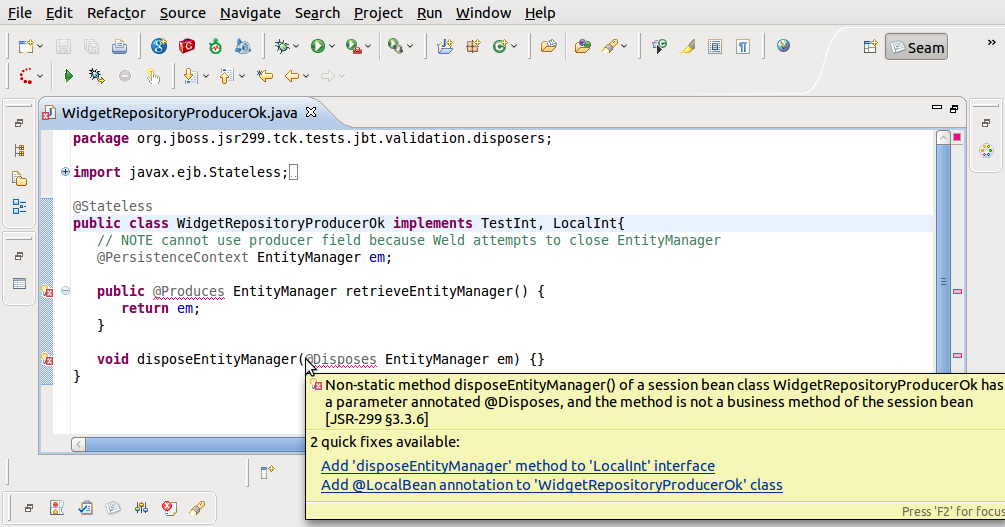 File Edit Refactor Source Navigate Search Project Run Window Help
Seam
WidgetRepositoryProducerOk.java
package org.jboss.jsr299.tck.tests.jbt.validation.disposers;
import javax.ejb.Stateless;
@Stateless
public class WidgetRepositoryProducerOk implements TestInt, LocalInt{
// NOTE cannot use producer field because Weld attempts to close EntityManager
@PersistenceContext EntityManager em;
public @Produces EntityManager retrieveEntityManager() {
return em;
}
void disposeEntityManager(@Disposes EntityManager em) {}
}
Non-static method disposeEntityManager() of a session bean class WidgetRepositoryProducerOk has
a parameter annotated @Disposes, and the method is not a business method of the session bean
[JSR-299 §3.3.6]
2 quick fixes available:
Add 'disposeEntityManager' method to 'LocalInt' interface
Add @LocalBean annotation to 'WidgetRepositoryProducerOk' class
Press 'F2' for focus